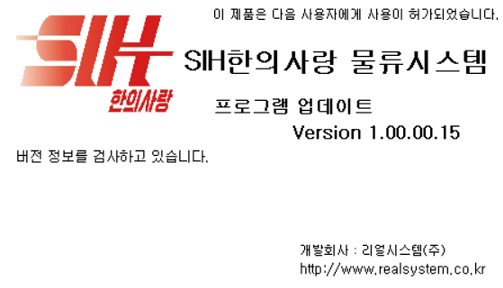 이 제품은 다음 사용자에게 사용이 허가되었습니다.
SIH
한의사랑
SIH한의사랑 물류시스템
프로그램 업데이트
Version 1.00.00.15
버전 정보를 검사하고 있습니다.
개발회사 : 리얼시스템(주)
http://www.realsystem.co.kr